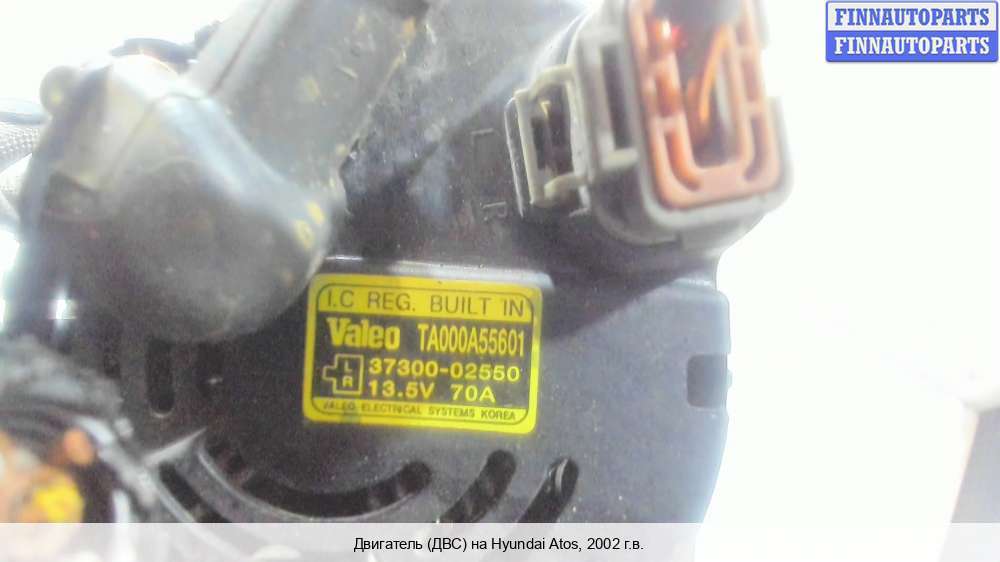 FINNAUTOPARTS
FINNAUTOPARTS
L
R
I.C REG. BUILT IN
Valeo TA000A55601
L 37300-02550
R 13.5V 70A
VALEO ELECTRICAL SYSTEMS KOREA
Двигатель (ДВС) на Hyundai Atos, 2002 г.в.